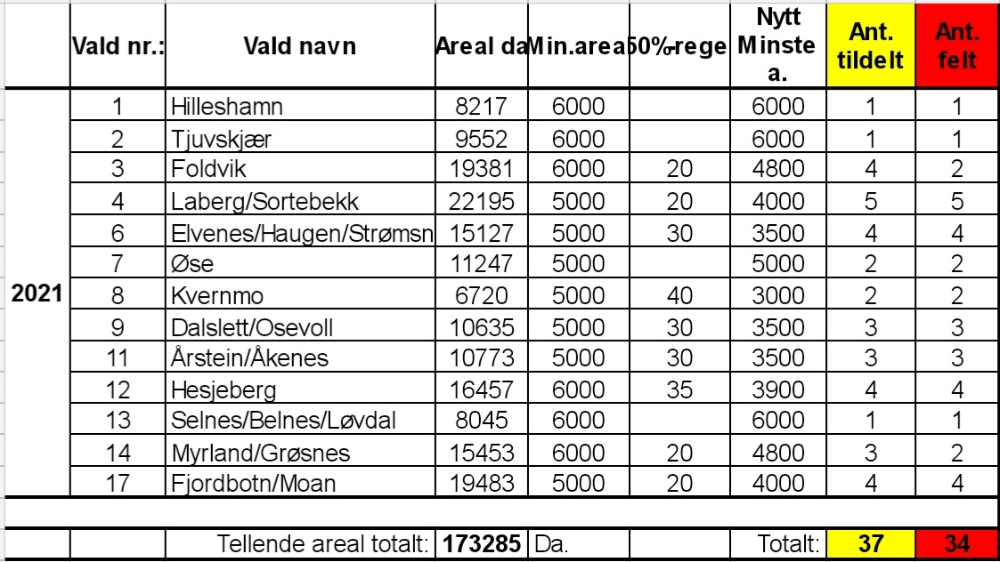 Vald nr.: Vald navn Areal da Min.area 50%-rege Nytt Minste a. Ant. tildelt Ant. felt
2021
1 Hilleshamn 8217 6000 6000 1 1
2 Tjuvskjær 9552 6000 6000 1 1
3 Foldvik 19381 6000 20 4800 4 2
4 Laberg/Sortebekk 22195 5000 20 4000 5 5
6 Elvenes/Haugen/Strømsn 15127 5000 30 3500 4 4
7 Øse 11247 5000 5000 2 2
8 Kvernmo 6720 5000 40 3000 2 2
9 Dalslett/Osevoll 10635 5000 30 3500 3 3
11 Årstein/Åkenes 10773 5000 30 3500 3 3
12 Hesjeberg 16457 6000 35 3900 4 4
13 Selnes/Belnes/Løvdal 8045 6000 6000 1 1
14 Myrland/Grøsnes 15453 6000 20 4800 3 2
17 Fjordbotn/Moan 19483 5000 20 4000 4 4
Tellende areal totalt: 173285 Da. Totalt: 37 34